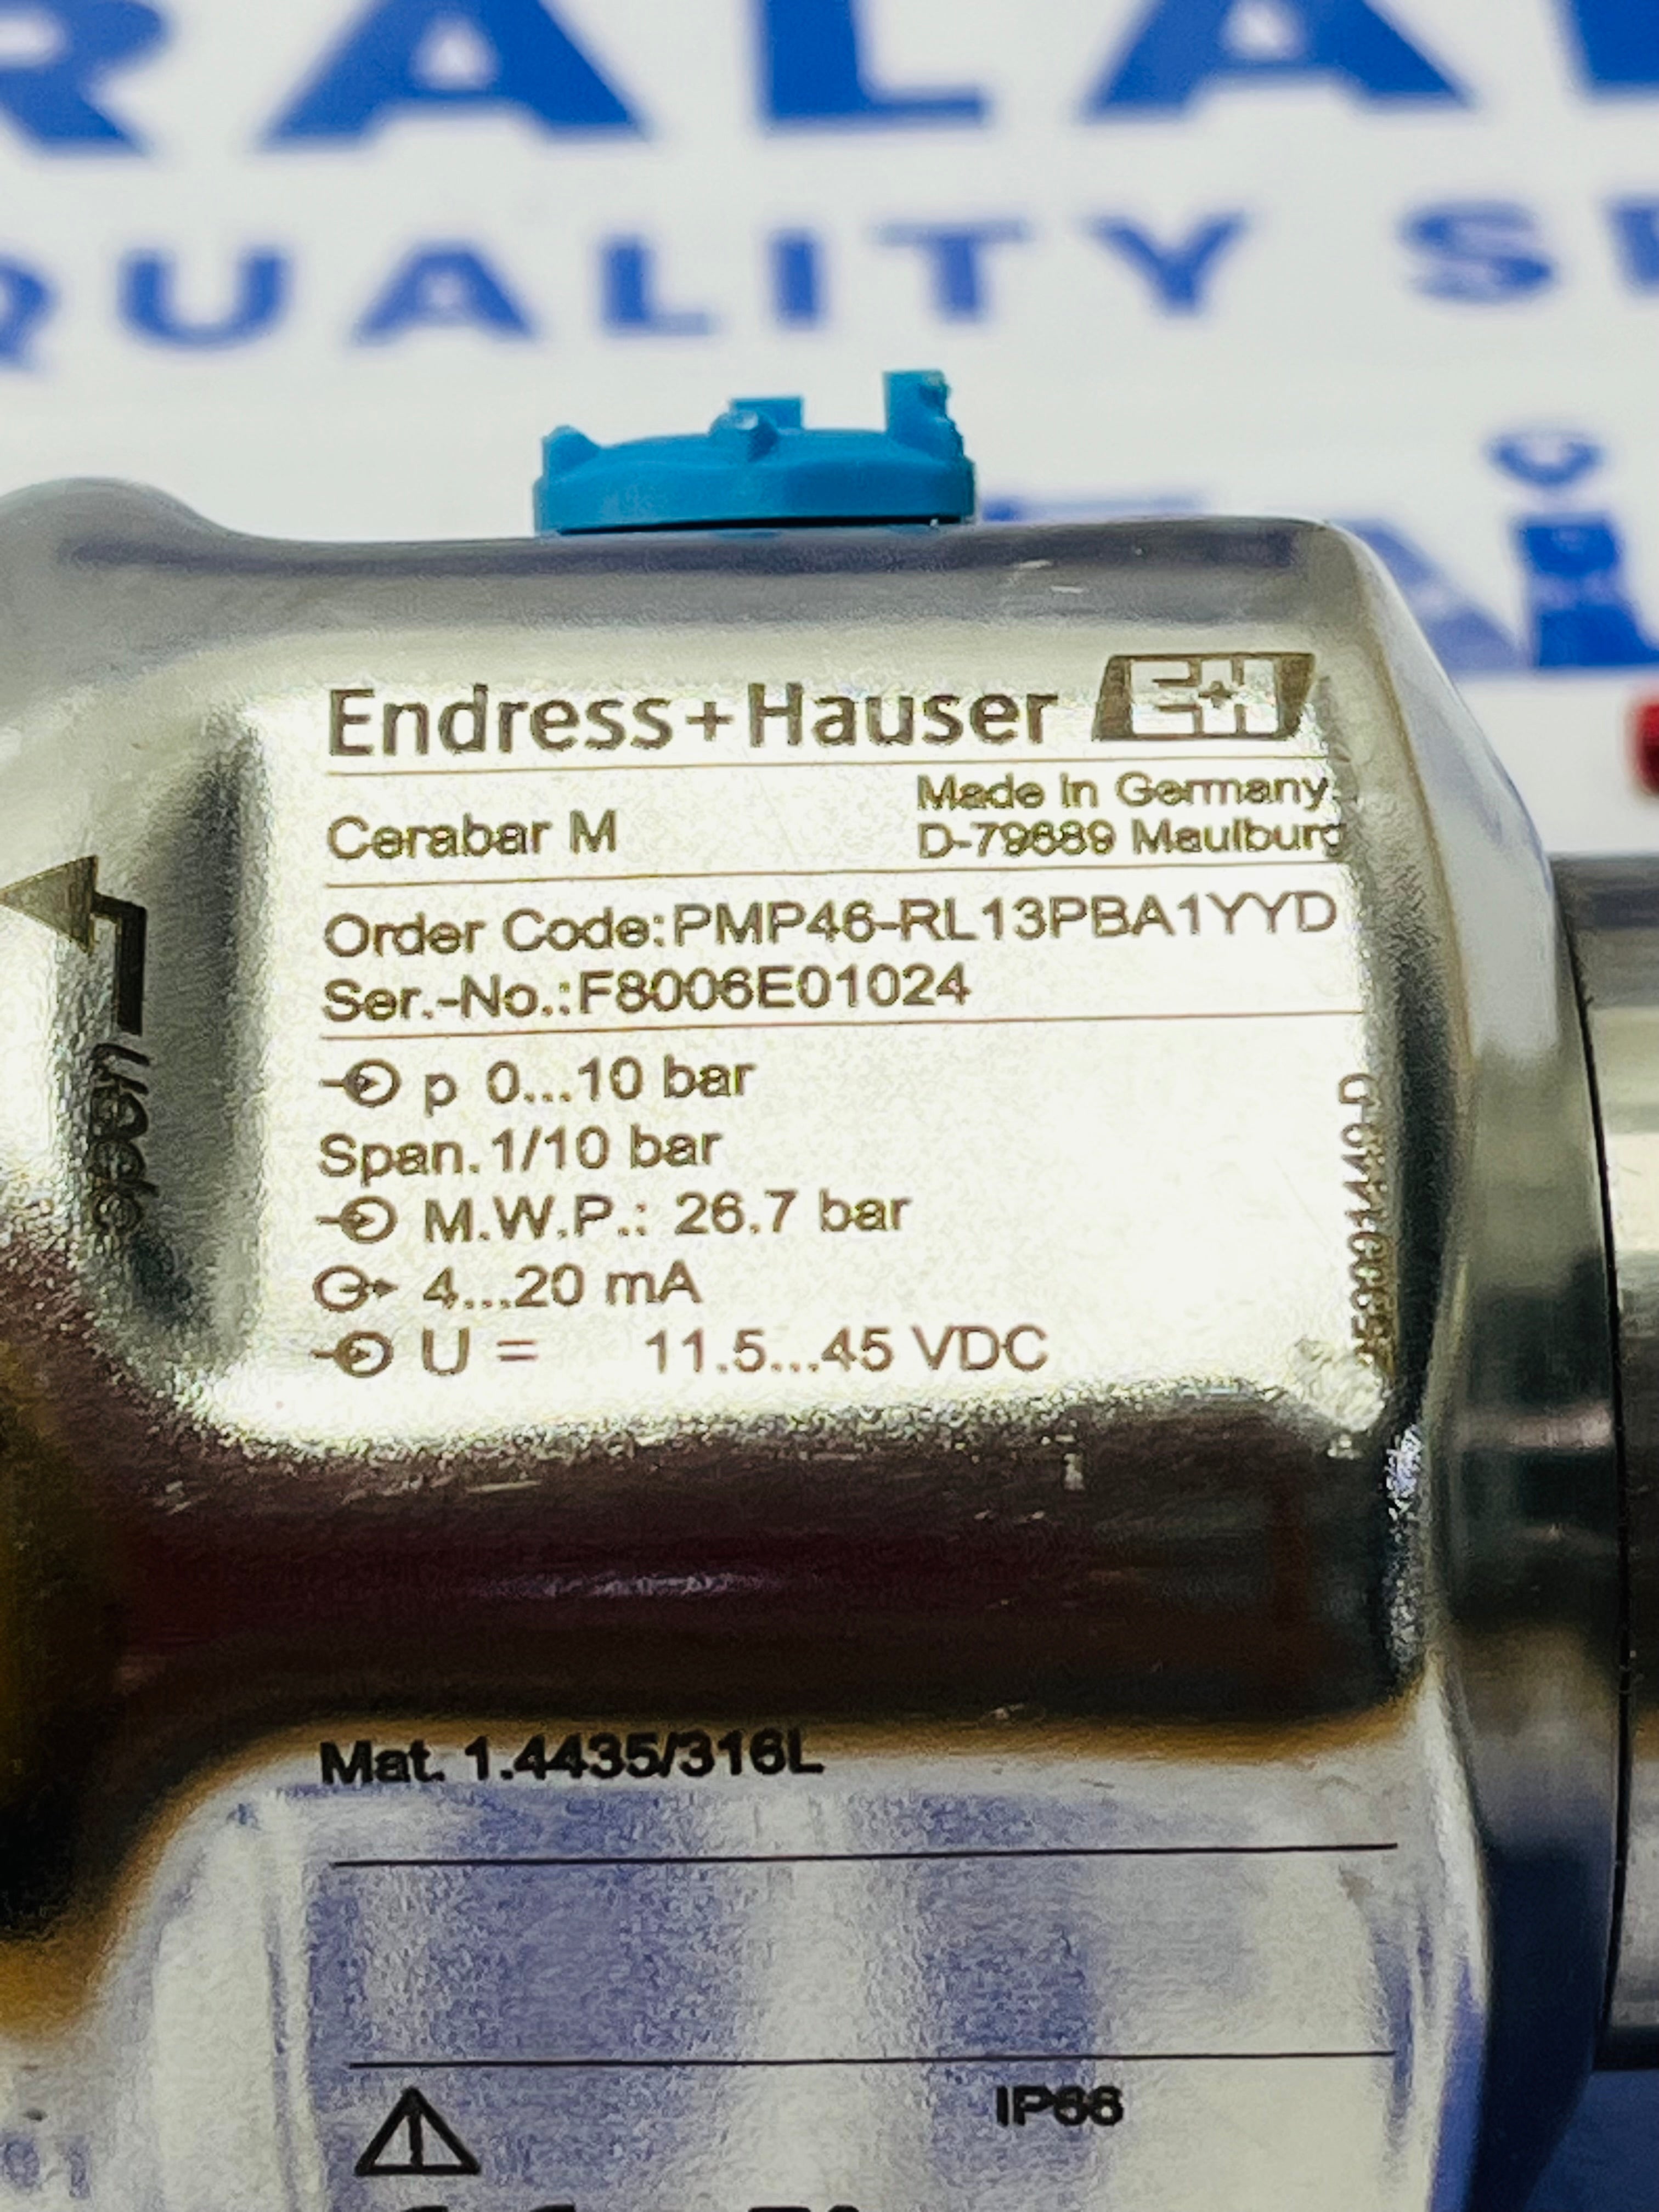 QUALITY
Endress+Hauser E+H
Cerabar M
Made in Germany
D-79689 Maulburg
Order Code:PMP46-RL13PBA1YYD
Ser.-No.:F8006E01024
p 0...10 bar
Span.1/10 bar
M.W.P.: 26.7 bar
4...20 mA
U = 11.5...45 VDC
Mat. 1.4435/316L
IP66